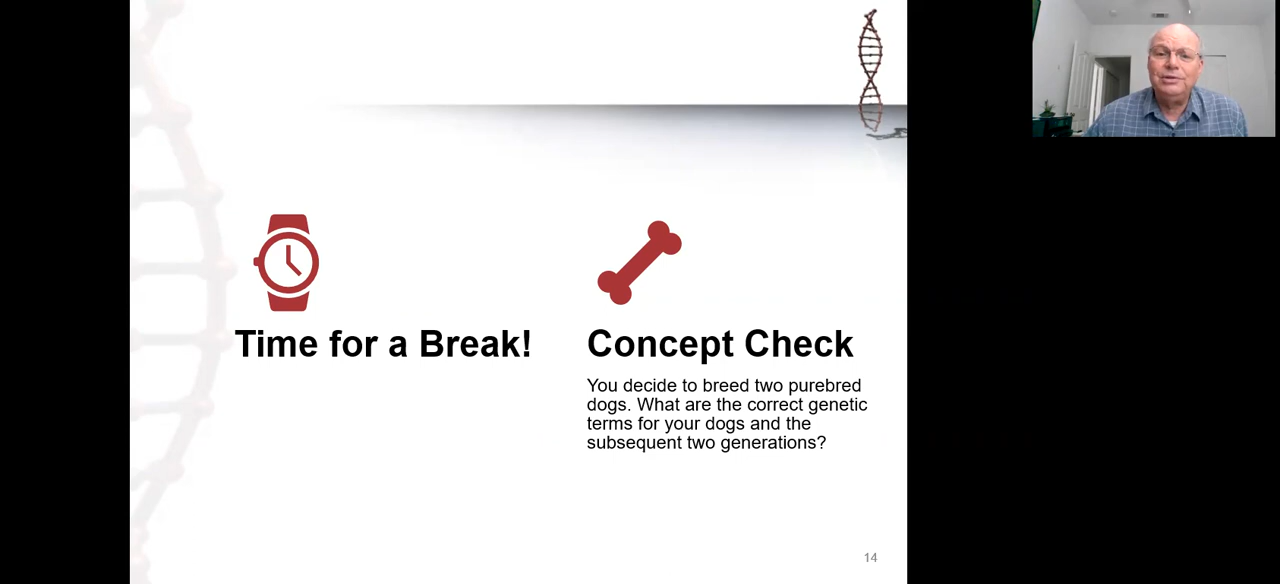 Time for a Break!
Concept Check
You decide to breed two purebred
dogs. What are the correct genetic
terms for your dogs and the
subsequent two generations?
14